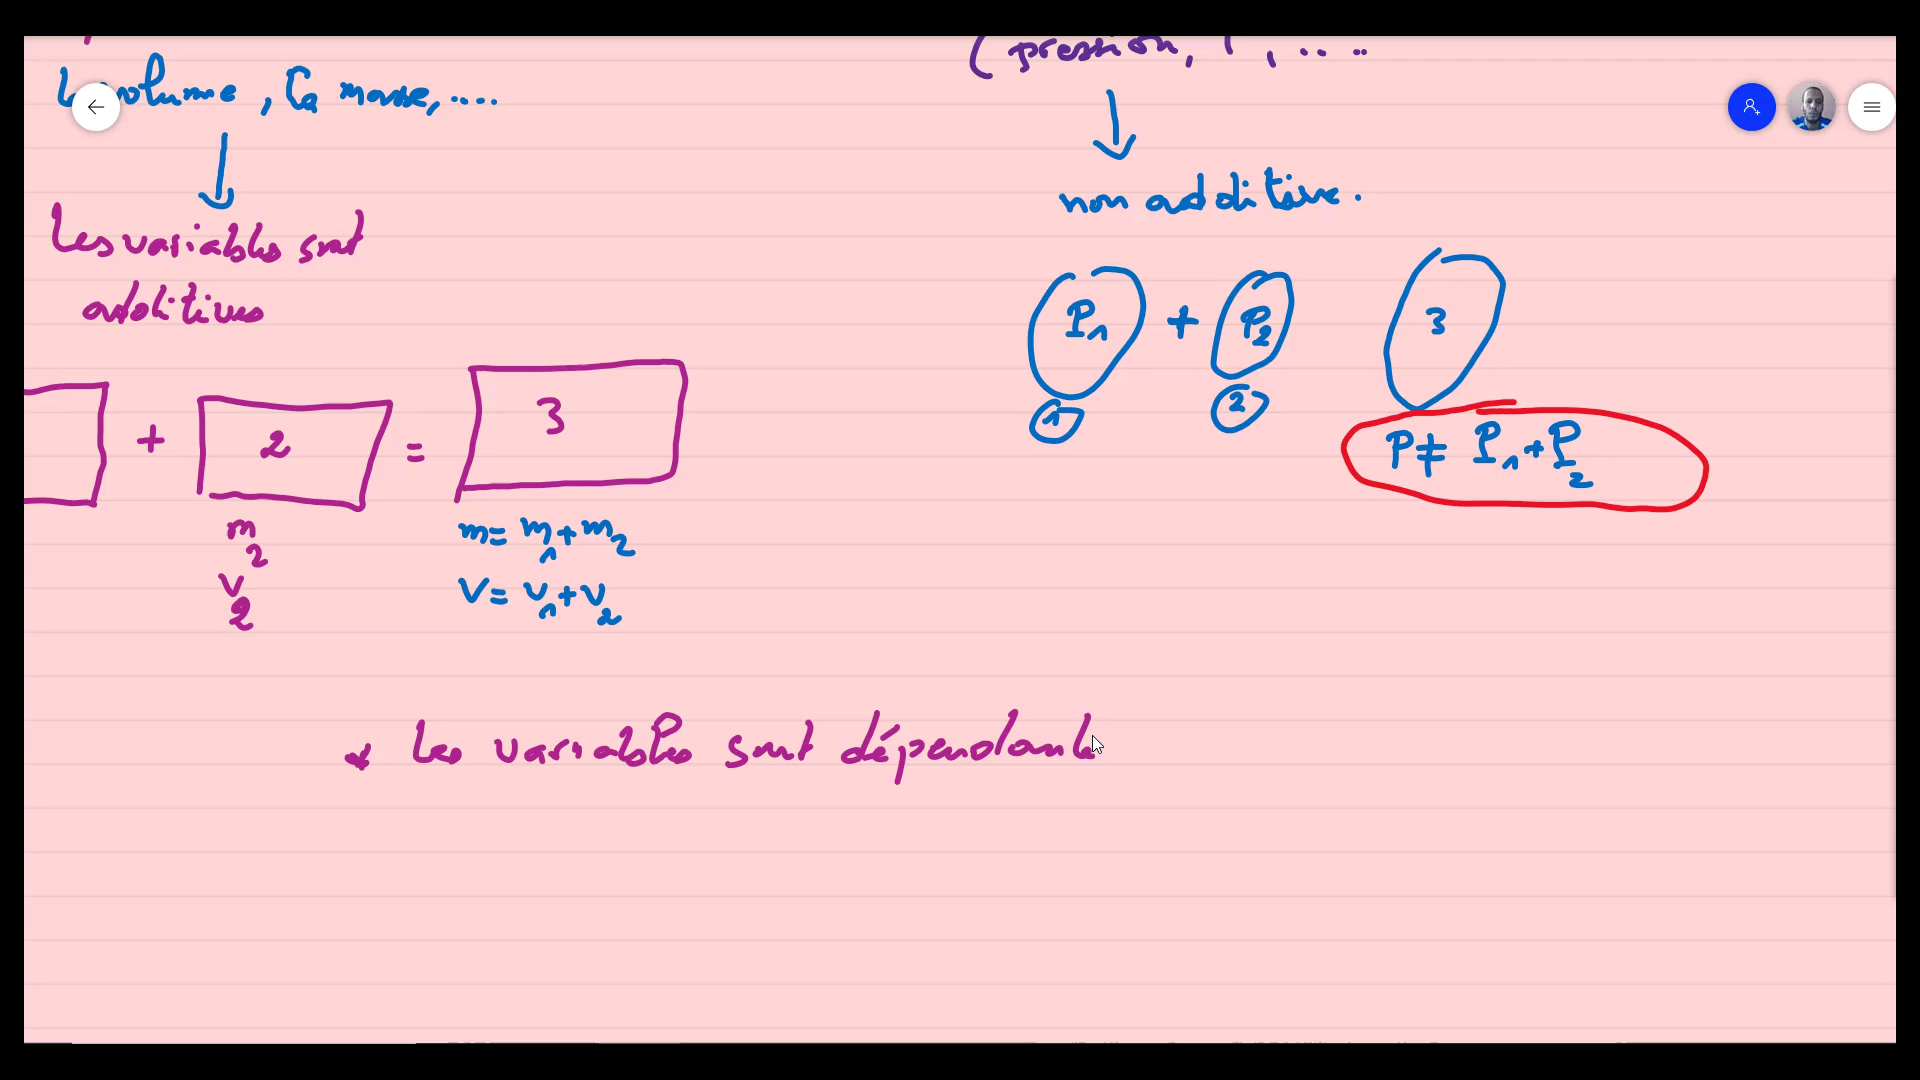 Le volume, la masse, ....
Les variables sont
additives
+ 2 = 3
m2
V2
m = m1 + m2
V = V1 + V2
( pression, T, ....
non additive.
P1 + P2 3
1 2
P ≠ P1 + P2
* Les variables sont dépendante